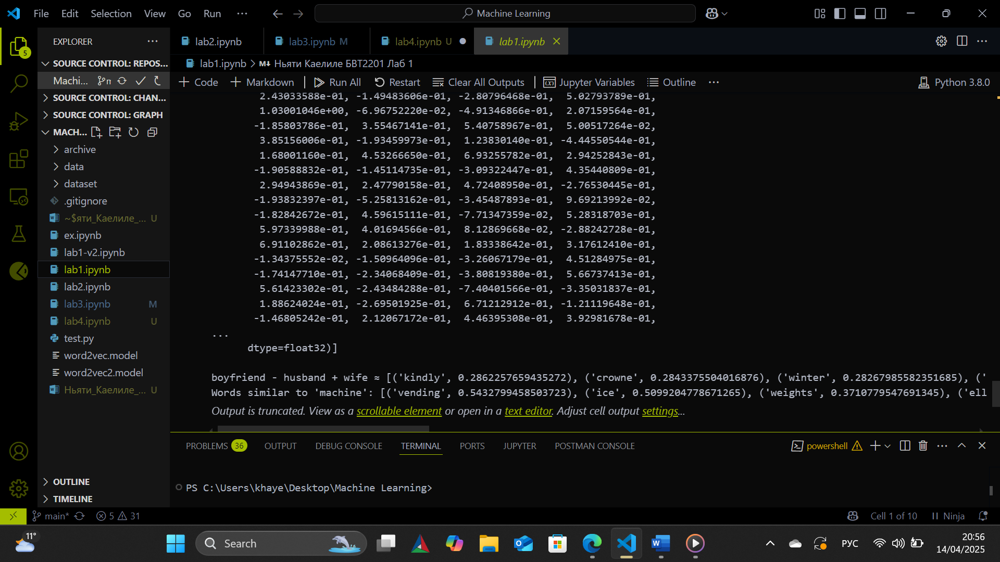 File Edit Selection View Go Run ...
Machine Learning
EXPLORER
lab2.ipynb
lab3.ipynb M
lab4.ipynb U
lab1.ipynb
5
SOURCE CONTROL: REPOS...
lab1.ipynb > Ньяти Каелиле БВТ2201 Лаб 1
Machi...
Code Markdown Run All Restart Clear All Outputs Jupyter Variables Outline ... Python 3.8.0
SOURCE CONTROL: CHAN...
SOURCE CONTROL: GRAPH
MACH...
archive
data
dataset
.gitignore
~$яти_Каелиле_... U
ex.ipynb
lab1-v2.ipynb
lab1.ipynb
lab2.ipynb
lab3.ipynb M
lab4.ipynb U
test.py
word2vec.model
word2vec2.model
Ньяти_Каелиле_... U
OUTLINE
TIMELINE
2.43033588e-01, -1.49483606e-01, -2.80796468e-01, 5.02793789e-01,
1.03001046e+00, -6.96752220e-02, -4.91346866e-01, 2.07159564e-01,
-1.85803786e-01, 3.55467141e-01, 5.40758967e-01, 5.00517264e-02,
3.85156006e-01, -1.93459973e-01, 1.23830140e-01, -4.44550544e-01,
1.68001160e-01, 4.53266650e-01, 6.93255782e-01, 2.94252843e-01,
-1.90588832e-01, -1.45114735e-01, -3.09322447e-01, 4.35440809e-01,
2.94943869e-01, 2.47790158e-01, 4.72408950e-01, -2.76530445e-01,
-1.93832397e-01, -5.25813162e-01, -3.45487893e-01, 9.69213992e-02,
-1.82842672e-01, 4.59615111e-01, -7.71347359e-02, 5.28318703e-01,
5.97339988e-01, 4.01694566e-01, 8.12869668e-02, -2.88242728e-01,
6.91102862e-01, 2.08613276e-01, 1.83338642e-01, 3.17612410e-01,
-1.34375552e-02, -1.50964096e-01, -3.26067179e-01, 4.51284975e-01,
-1.74147710e-01, -2.34068409e-01, -3.80819380e-01, 5.66737413e-01,
5.61423302e-01, -2.43484288e-01, -7.40401566e-01, -3.35031837e-01,
1.88624024e-01, -2.69501925e-01, 6.71212912e-01, -1.21119648e-01,
-1.46805242e-01, 2.12067172e-01, 4.46395308e-01, 3.92981678e-01,
...
dtype=float32)]
boyfriend - husband + wife ≈ [('kindly', 0.2862257659435272), ('crowne', 0.2843375504016876), ('winter', 0.28267985582351685), ('
Words similar to 'machine': [('vending', 0.5432799458503723), ('ice', 0.5099204778671265), ('weights', 0.3710779547691345), ('ell
Output is truncated. View as a scrollable element or open in a text editor. Adjust cell output settings...
PROBLEMS 36 OUTPUT DEBUG CONSOLE TERMINAL PORTS JUPYTER POSTMAN CONSOLE powershell
PS C:\Users\khaye\Desktop\Machine Learning>
main* 5 31 Cell 1 of 10 Ninja
11° Search РУС 20:56
14/04/2025